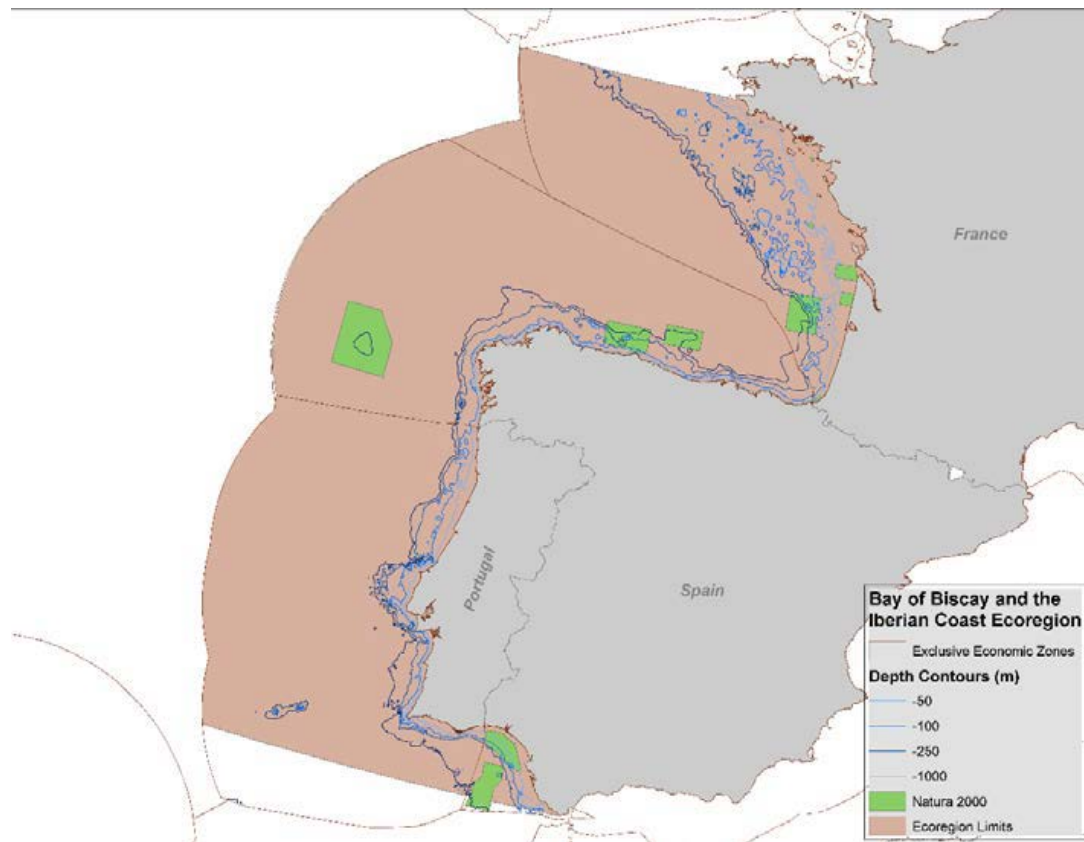 France
Portugal
Spain
Bay of Biscay and the
Iberian Coast Ecoregion
Exclusive Economic Zones
Depth Contours (m)
-50
-100
-250
-1000
Natura 2000
Ecoregion Limits